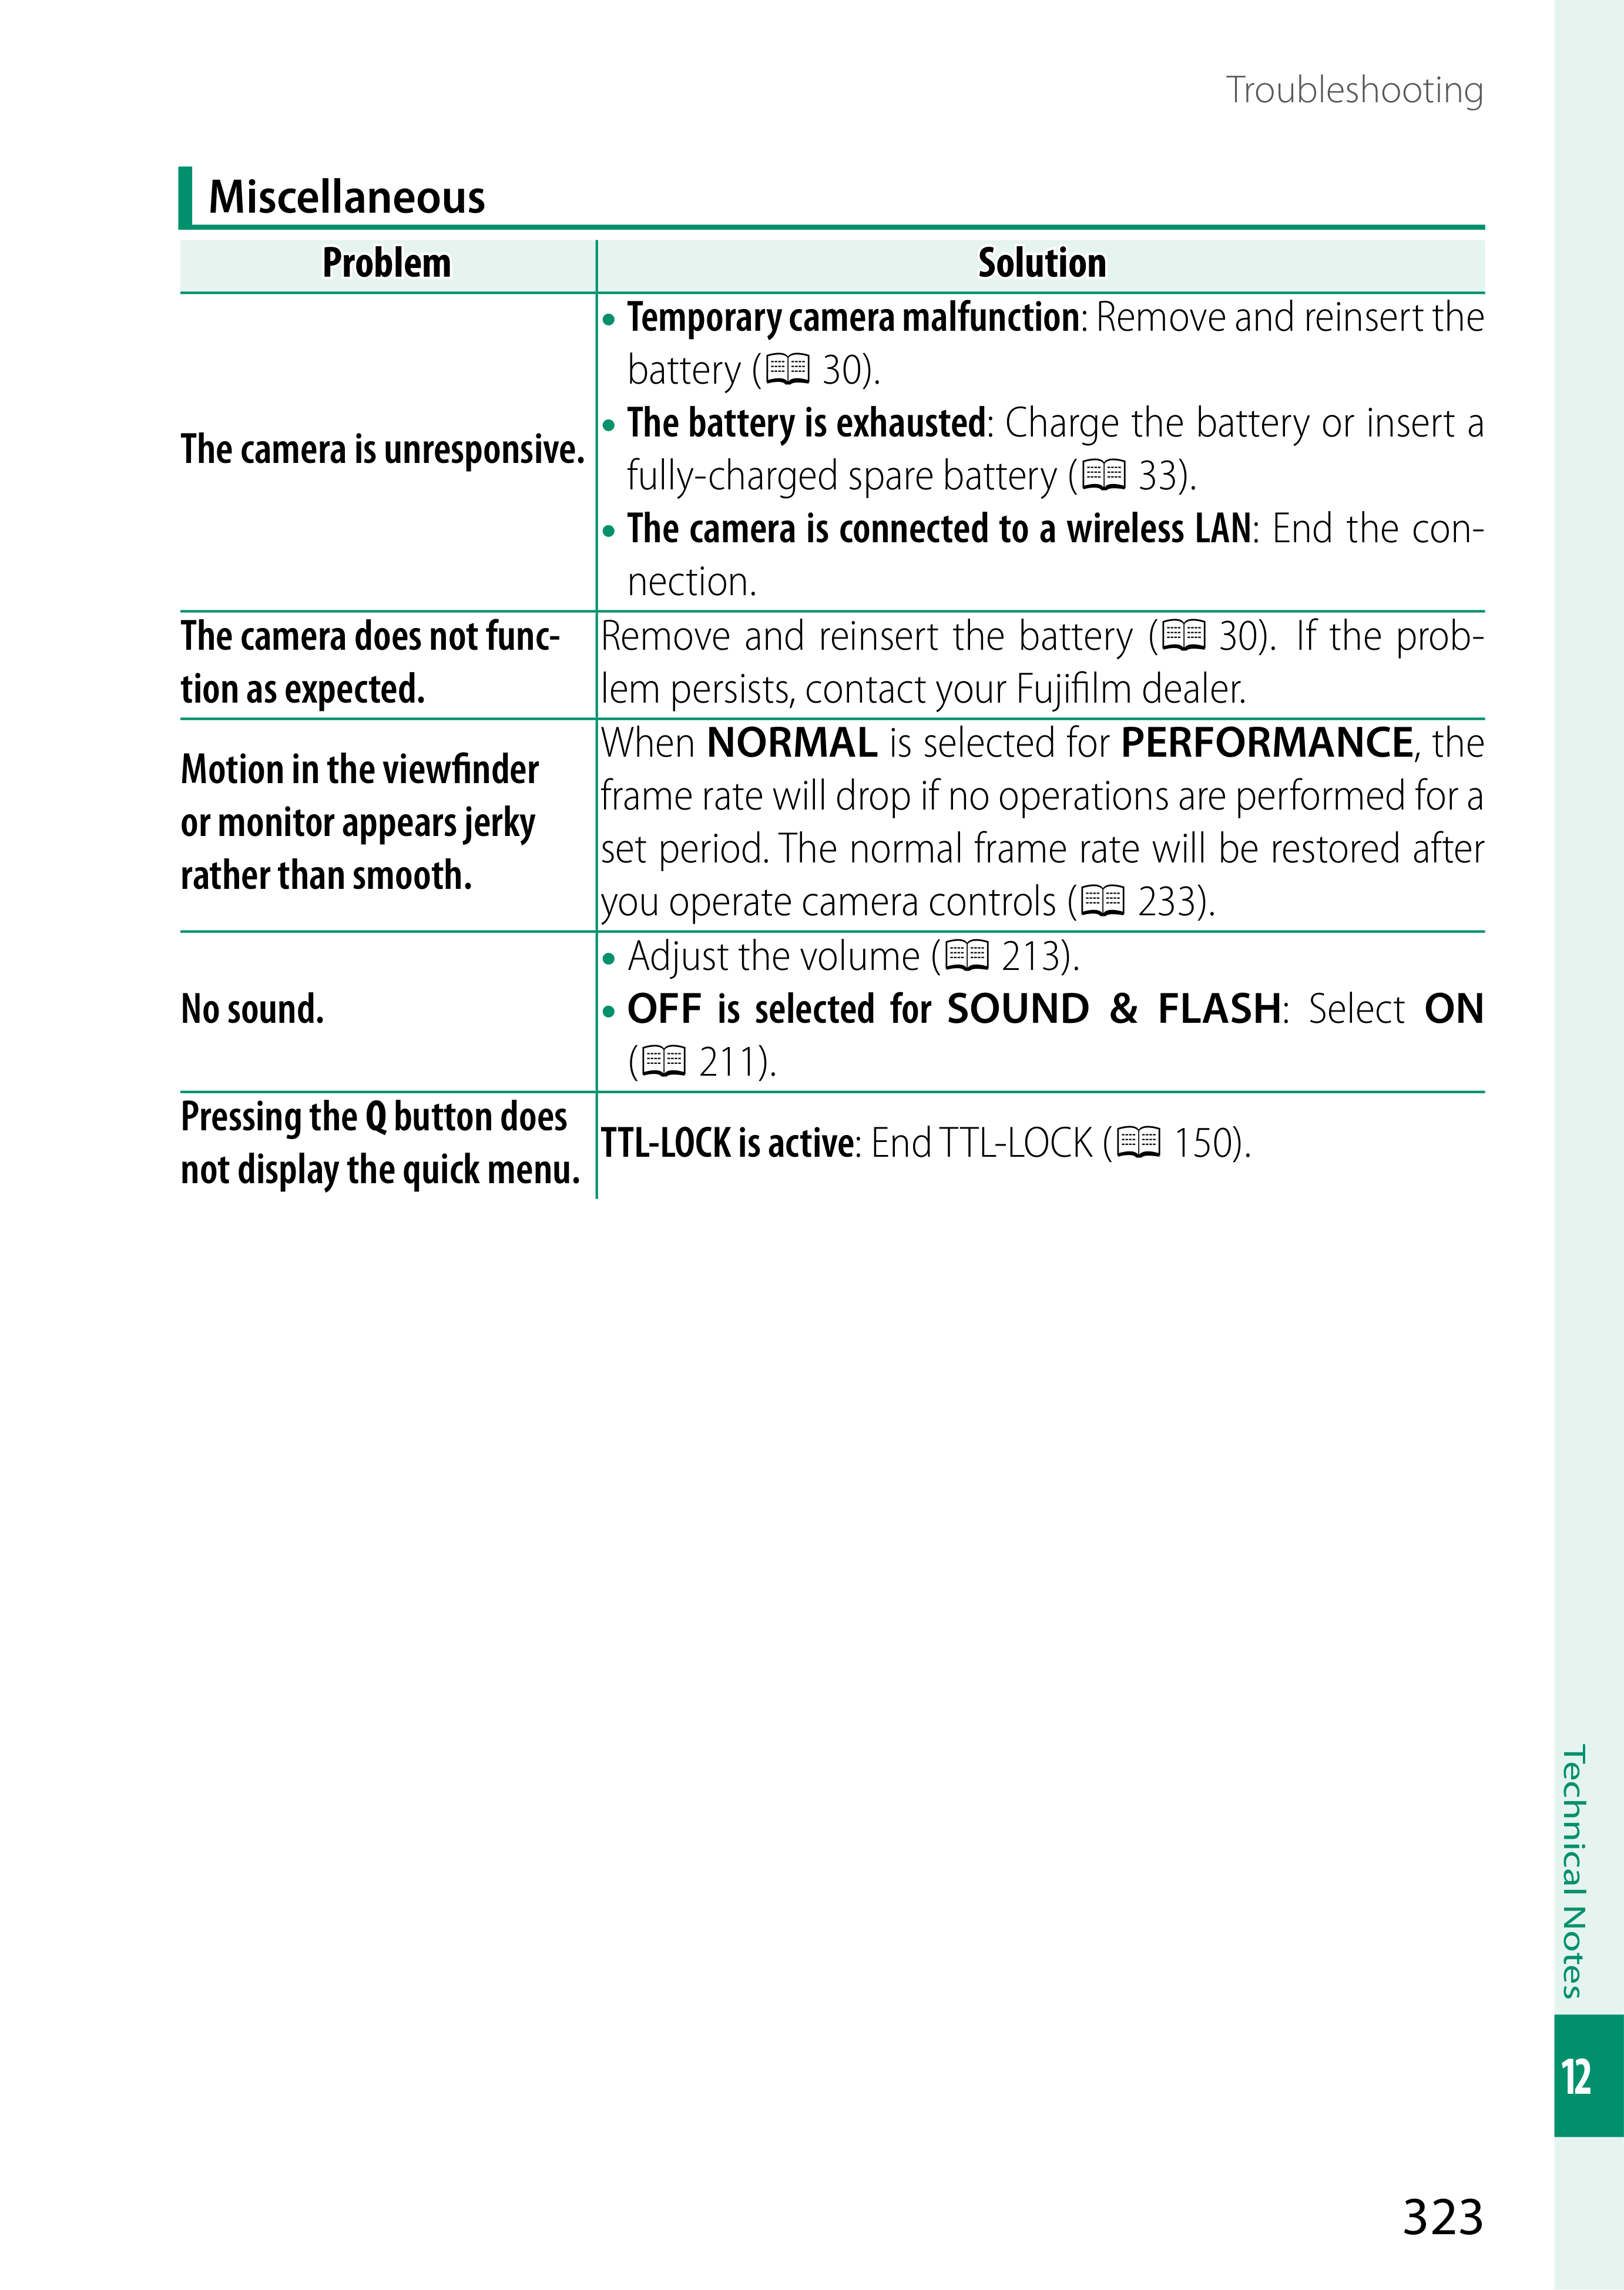 Troubleshooting
Miscellaneous
Problem
Solution
The camera is unresponsive.
• Temporary camera malfunction: Remove and reinsert the
battery ( 30).
• The battery is exhausted: Charge the battery or insert a
fully-charged spare battery ( 33).
• The camera is connected to a wireless LAN: End the con-
nection.
The camera does not func-
tion as expected.
Remove and reinsert the battery ( 30). If the prob-
lem persists, contact your Fujifilm dealer.
Motion in the viewfinder
or monitor appears jerky
rather than smooth.
When NORMAL is selected for PERFORMANCE, the
frame rate will drop if no operations are performed for a
set period. The normal frame rate will be restored after
you operate camera controls ( 233).
No sound.
• Adjust the volume ( 213).
• OFF is selected for SOUND & FLASH: Select ON
( 211).
Pressing the Q button does
not display the quick menu.
TTL-LOCK is active: End TTL-LOCK ( 150).
Technical Notes
12
323